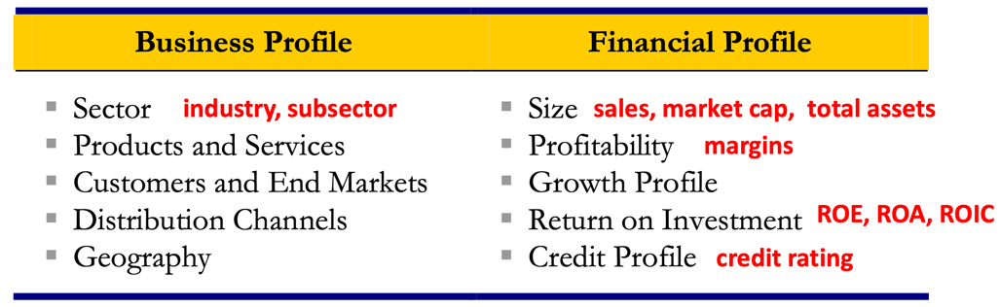 Business Profile
Financial Profile
Sector industry, subsector
Products and Services
Customers and End Markets
Distribution Channels
Geography
Size sales, market cap, total assets
Profitability margins
Growth Profile
Return on Investment ROE, ROA, ROIC
Credit Profile credit rating